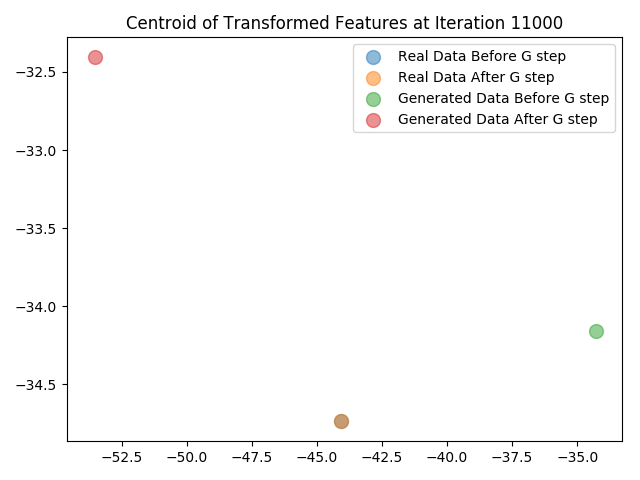 Centroid of Transformed Features at Iteration 11000
Real Data Before G step
Real Data After G step
Generated Data Before G step
Generated Data After G step
−32.5
−33.0
−33.5
−34.0
−34.5
−52.5 −50.0 −47.5 −45.0 −42.5 −40.0 −37.5 −35.0